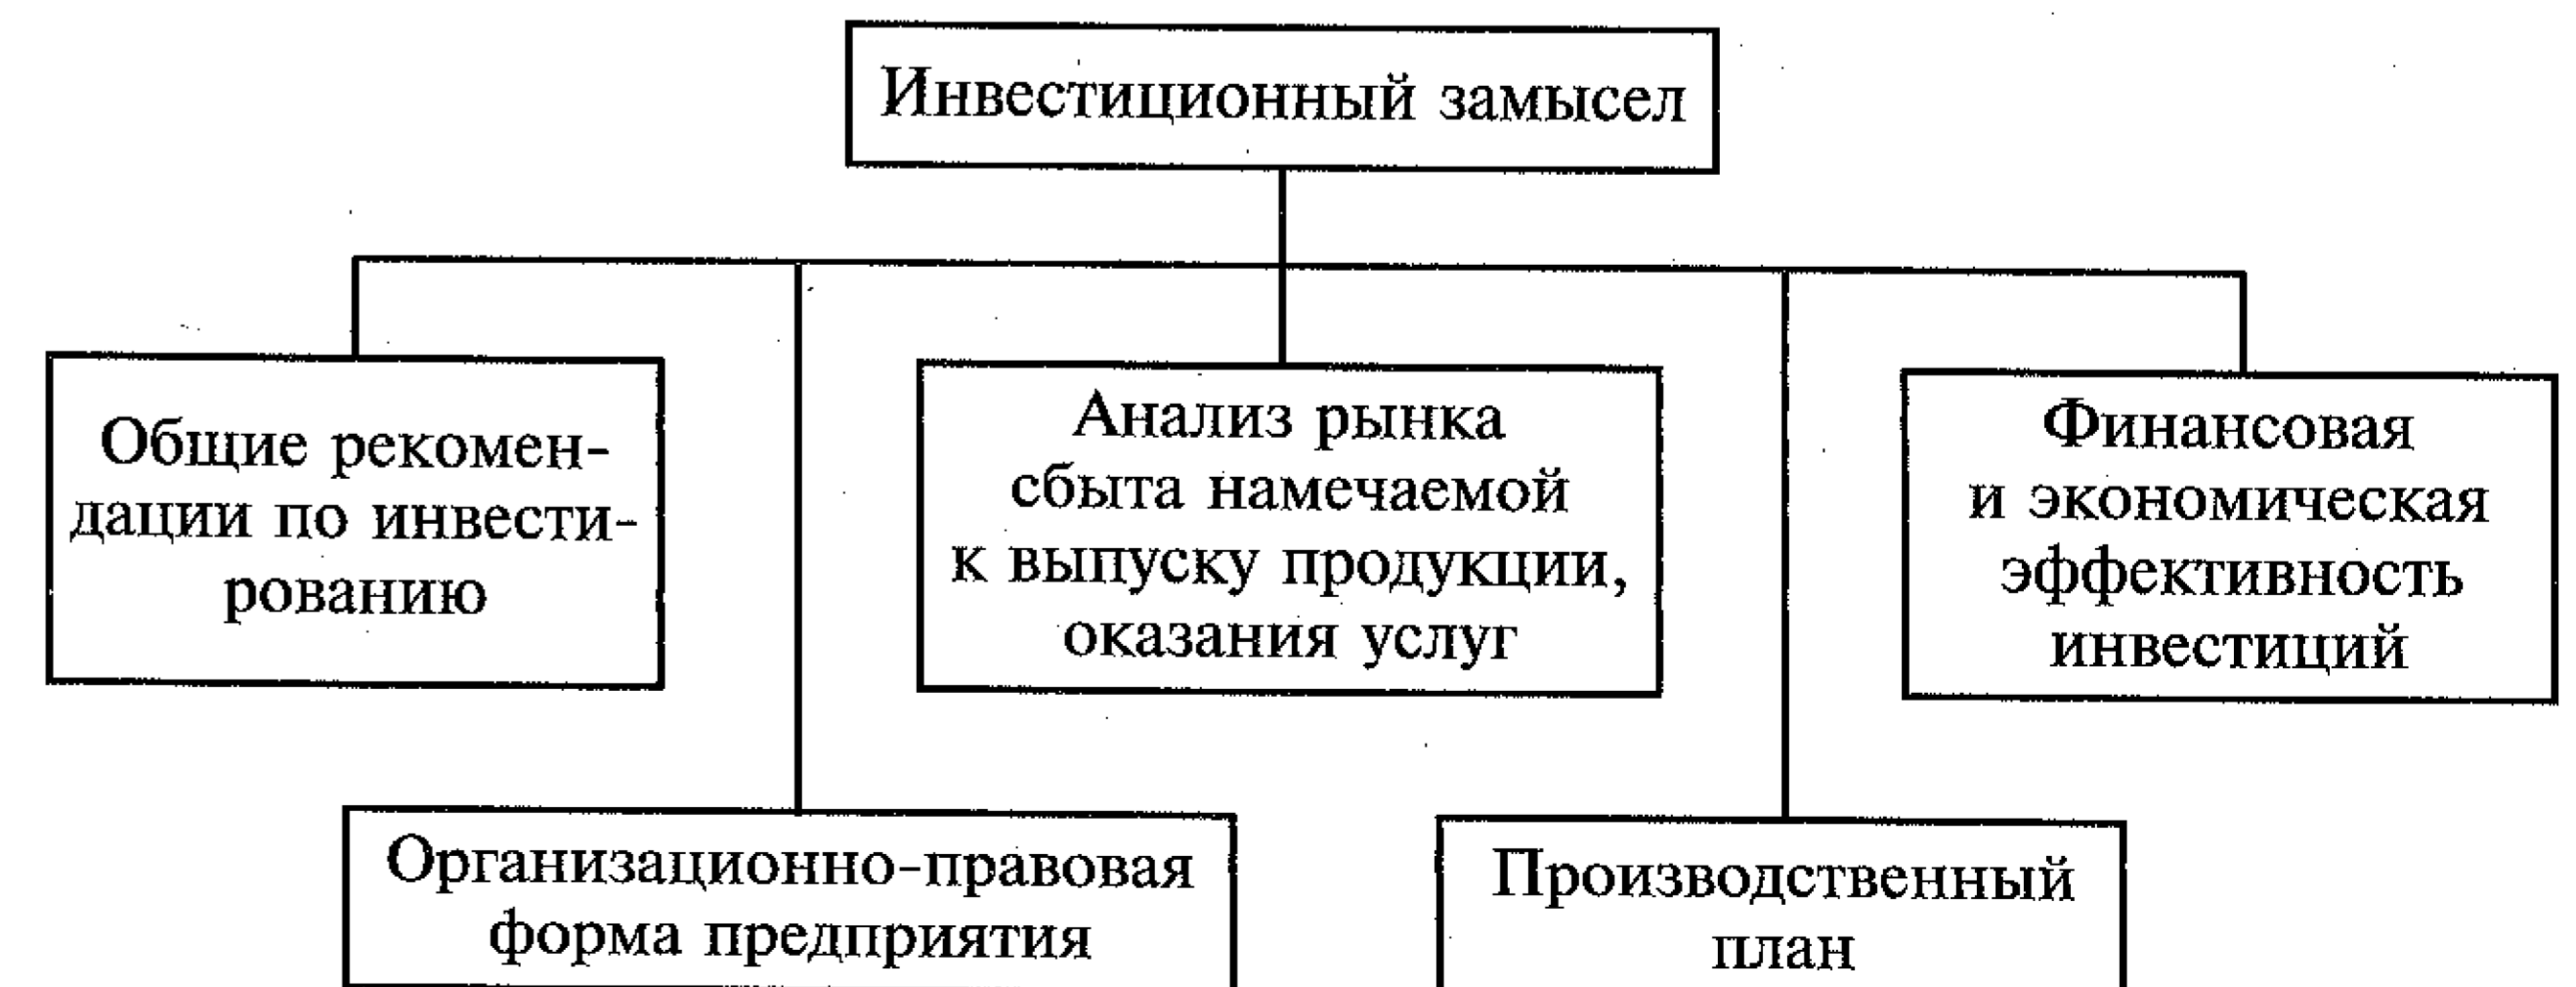 Инвестиционный замысел
Общие рекомен-
дации по инвести-
рованию
Анализ рынка
сбыта намечаемой
к выпуску продукции,
оказания услуг
Финансовая
и экономическая
эффективность
инвестиций
Организационно-правовая
форма предприятия
Производственный
план